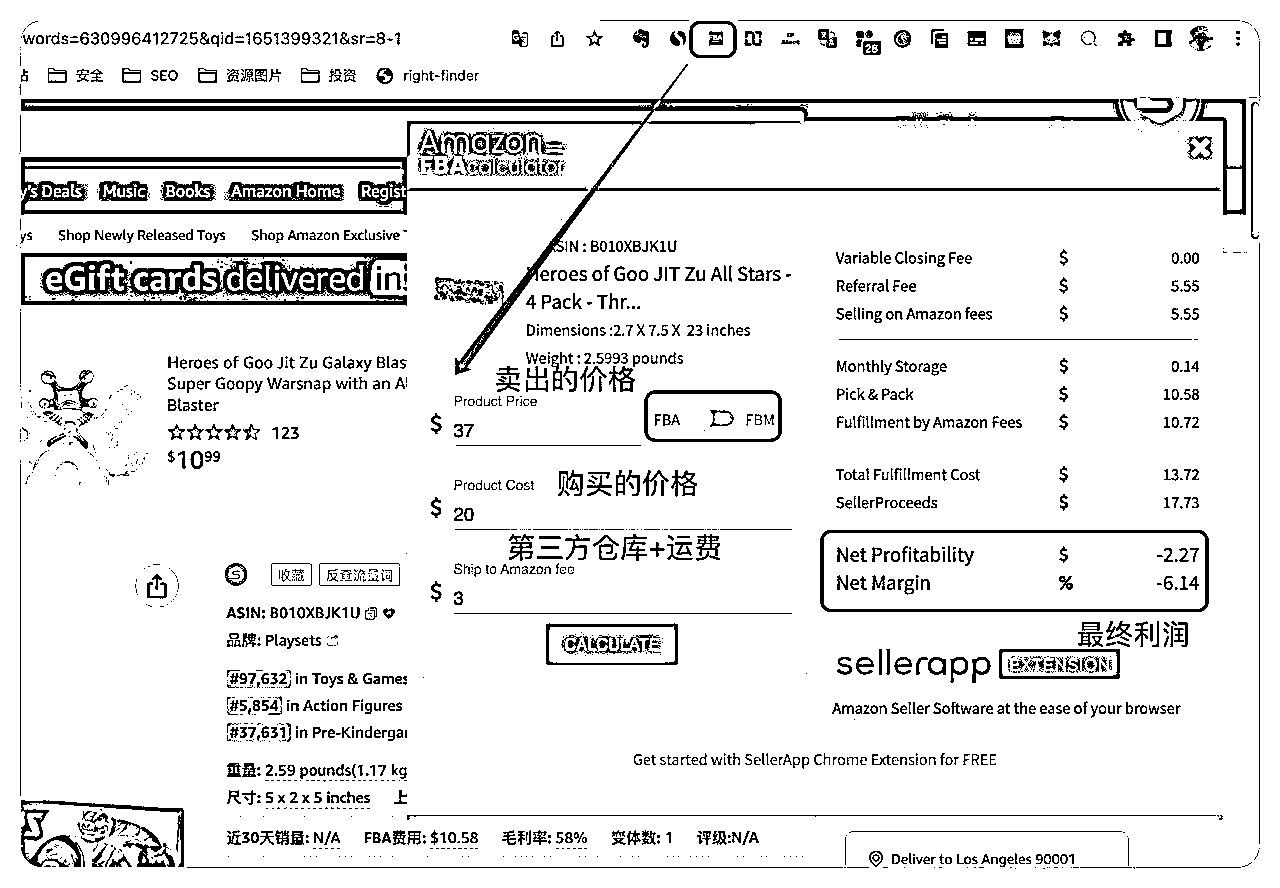 words=630996412725&qid=1651399321&sr=8-1
安全
SEO
资源图片
投资
right-finder
Amazon
FBAcalculator
y's Deals Music Books Amazon Home Regist
ys Shop Newly Released Toys Shop Amazon Exclusive T
eGift cards delivered in
Heroes of Goo Jit Zu Galaxy Blas
Super Goopy Warsnap with an A
Blaster
123
$10.99
收藏
反查流量词
ASIN: B010XBJK1U
品牌: Playsets
#97,632 in Toys & Games
#5,854 in Action Figures
#37,631 in Pre-Kindergar
重量: 2.59 pounds(1.17 kg
尺寸: 5 x 2 x 5 inches 上
近30天销量: N/A FBA费用: $10.58 毛利率: 58% 变体数: 1 评级:N/A
ASIN : B010XBJK1U
Heroes of Goo JIT Zu All Stars -
4 Pack - Thr...
Dimensions :2.7 X 7.5 X 23 inches
Weight : 2.5993 pounds
卖出的价格
Product Price
$ 37
FBA FBM
购买的价格
Product Cost
$ 20
第三方仓库+运费
Ship to Amazon fee
$ 3
CALCULATE
Variable Closing Fee $ 0.00
Referral Fee $ 5.55
Selling on Amazon fees $ 5.55
Monthly Storage $ 0.14
Pick & Pack $ 10.58
Fulfillment by Amazon Fees $ 10.72
Total Fulfillment Cost $ 13.72
SellerProceeds $ 17.73
Net Profitability $ -2.27
Net Margin % -6.14
最终利润
sellerapp EXTENSION
Amazon Seller Software at the ease of your browser
Get started with SellerApp Chrome Extension for FREE
Deliver to Los Angeles 90001